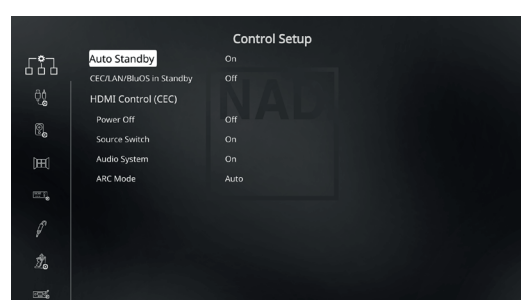 Control Setup
Auto Standby On
CEC/LAN/BluOS in Standby Off
HDMI Control (CEC)
Power Off Off
Source Switch On
Audio System On
ARC Mode Auto
NAD